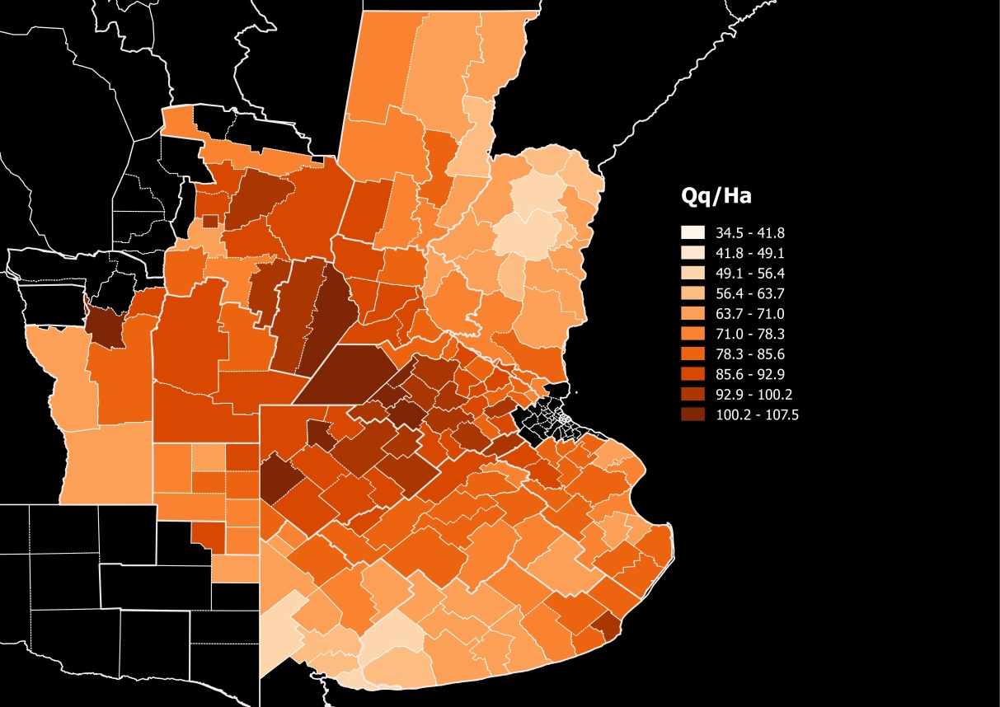 Qq/Ha
34.5 - 41.8
41.8 - 49.1
49.1 - 56.4
56.4 - 63.7
63.7 - 71.0
71.0 - 78.3
78.3 - 85.6
85.6 - 92.9
92.9 - 100.2
100.2 - 107.5